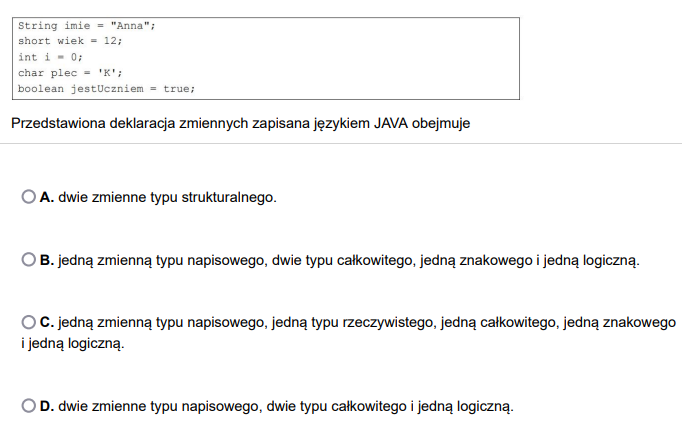 String imie = "Anna";
short wiek = 12;
int i = 0;
char plec = 'K';
boolean jestUczniem = true;
Przedstawiona deklaracja zmiennych zapisana językiem JAVA obejmuje
A. dwie zmienne typu strukturalnego.
B. jedną zmienną typu napisowego, dwie typu całkowitego, jedną znakowego i jedną logiczną.
C. jedną zmienną typu napisowego, jedną typu rzeczywistego, jedną całkowitego, jedną znakowego
i jedną logiczną.
D. dwie zmienne typu napisowego, dwie typu całkowitego i jedną logiczną.